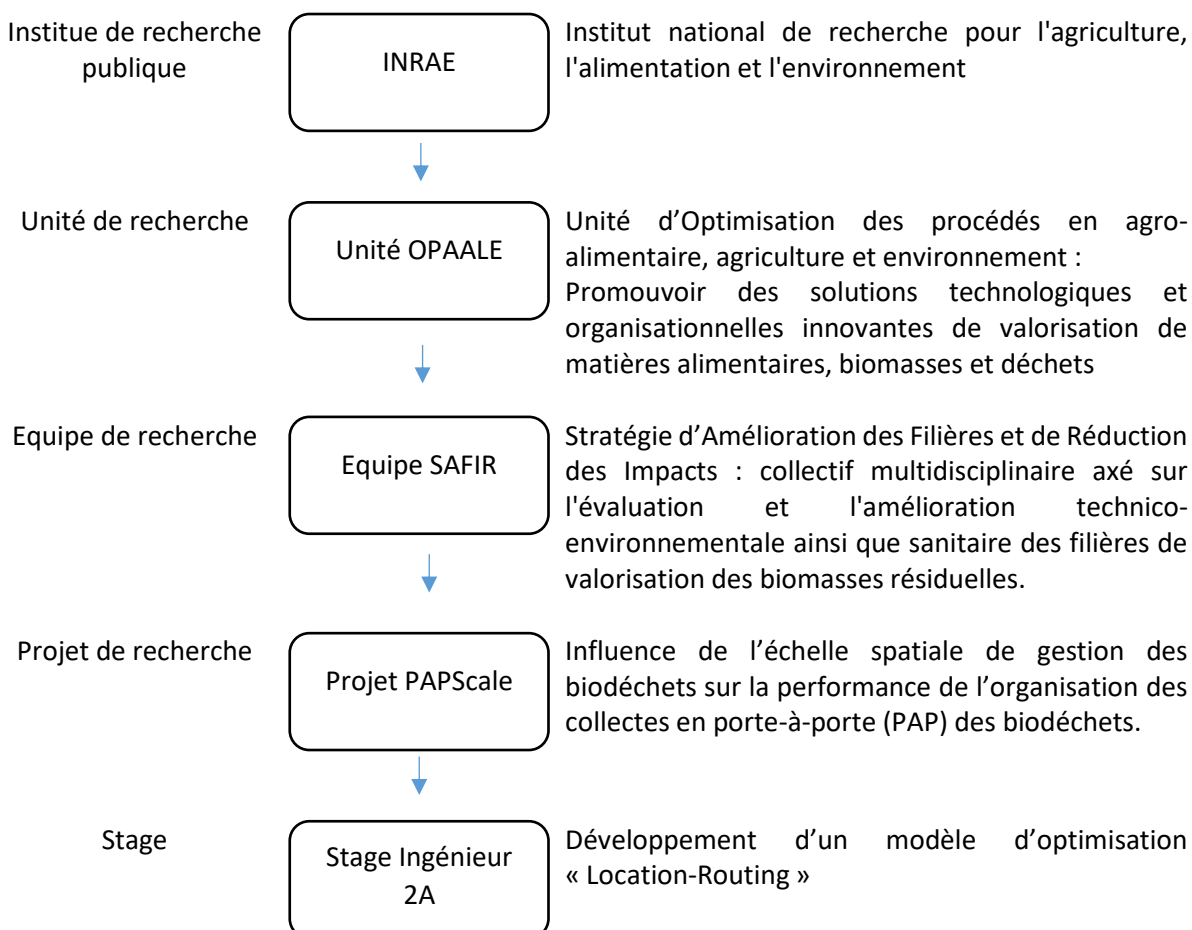 Institue de recherche
publique
INRAE
Institut national de recherche pour l'agriculture,
l'alimentation et l'environnement
Unité de recherche
Unité OPAALE
Unité d’Optimisation des procédés en agro-
alimentaire, agriculture et environnement :
Promouvoir des solutions technologiques et
organisationnelles innovantes de valorisation de
matières alimentaires, biomasses et déchets
Equipe de recherche
Equipe SAFIR
Stratégie d’Amélioration des Filières et de Réduction
des Impacts : collectif multidisciplinaire axé sur
l'évaluation et l'amélioration technico-
environnementale ainsi que sanitaire des filières de
valorisation des biomasses résiduelles.
Projet de recherche
Projet PAPScale
Influence de l’échelle spatiale de gestion des
biodéchets sur la performance de l’organisation des
collectes en porte-à-porte (PAP) des biodéchets.
Stage
Stage Ingénieur
2A
Développement d’un modèle d’optimisation
« Location-Routing »